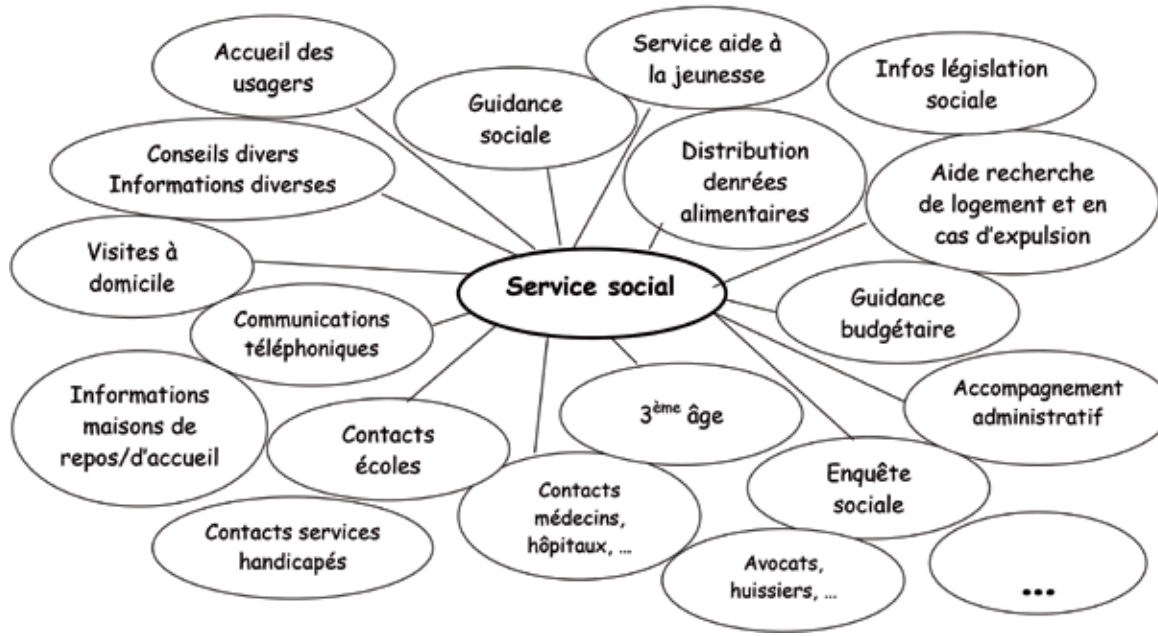 Accueil des
usagers
Service aide à
la jeunesse
Infos législation
sociale
Guidance
sociale
Conseils divers
Informations diverses
Distribution
denrées
alimentaires
Aide recherche
de logement et en
cas d'expulsion
Visites à
domicile
Service social
Guidance
budgétaire
Communications
téléphoniques
Informations
maisons de
repos/d'accueil
Contacts
écoles
3ème âge
Accompagnement
administratif
Enquête
sociale
Contacts
médecins,
hôpitaux, ...
Contacts services
handicapés
Avocats,
huissiers, ...
...